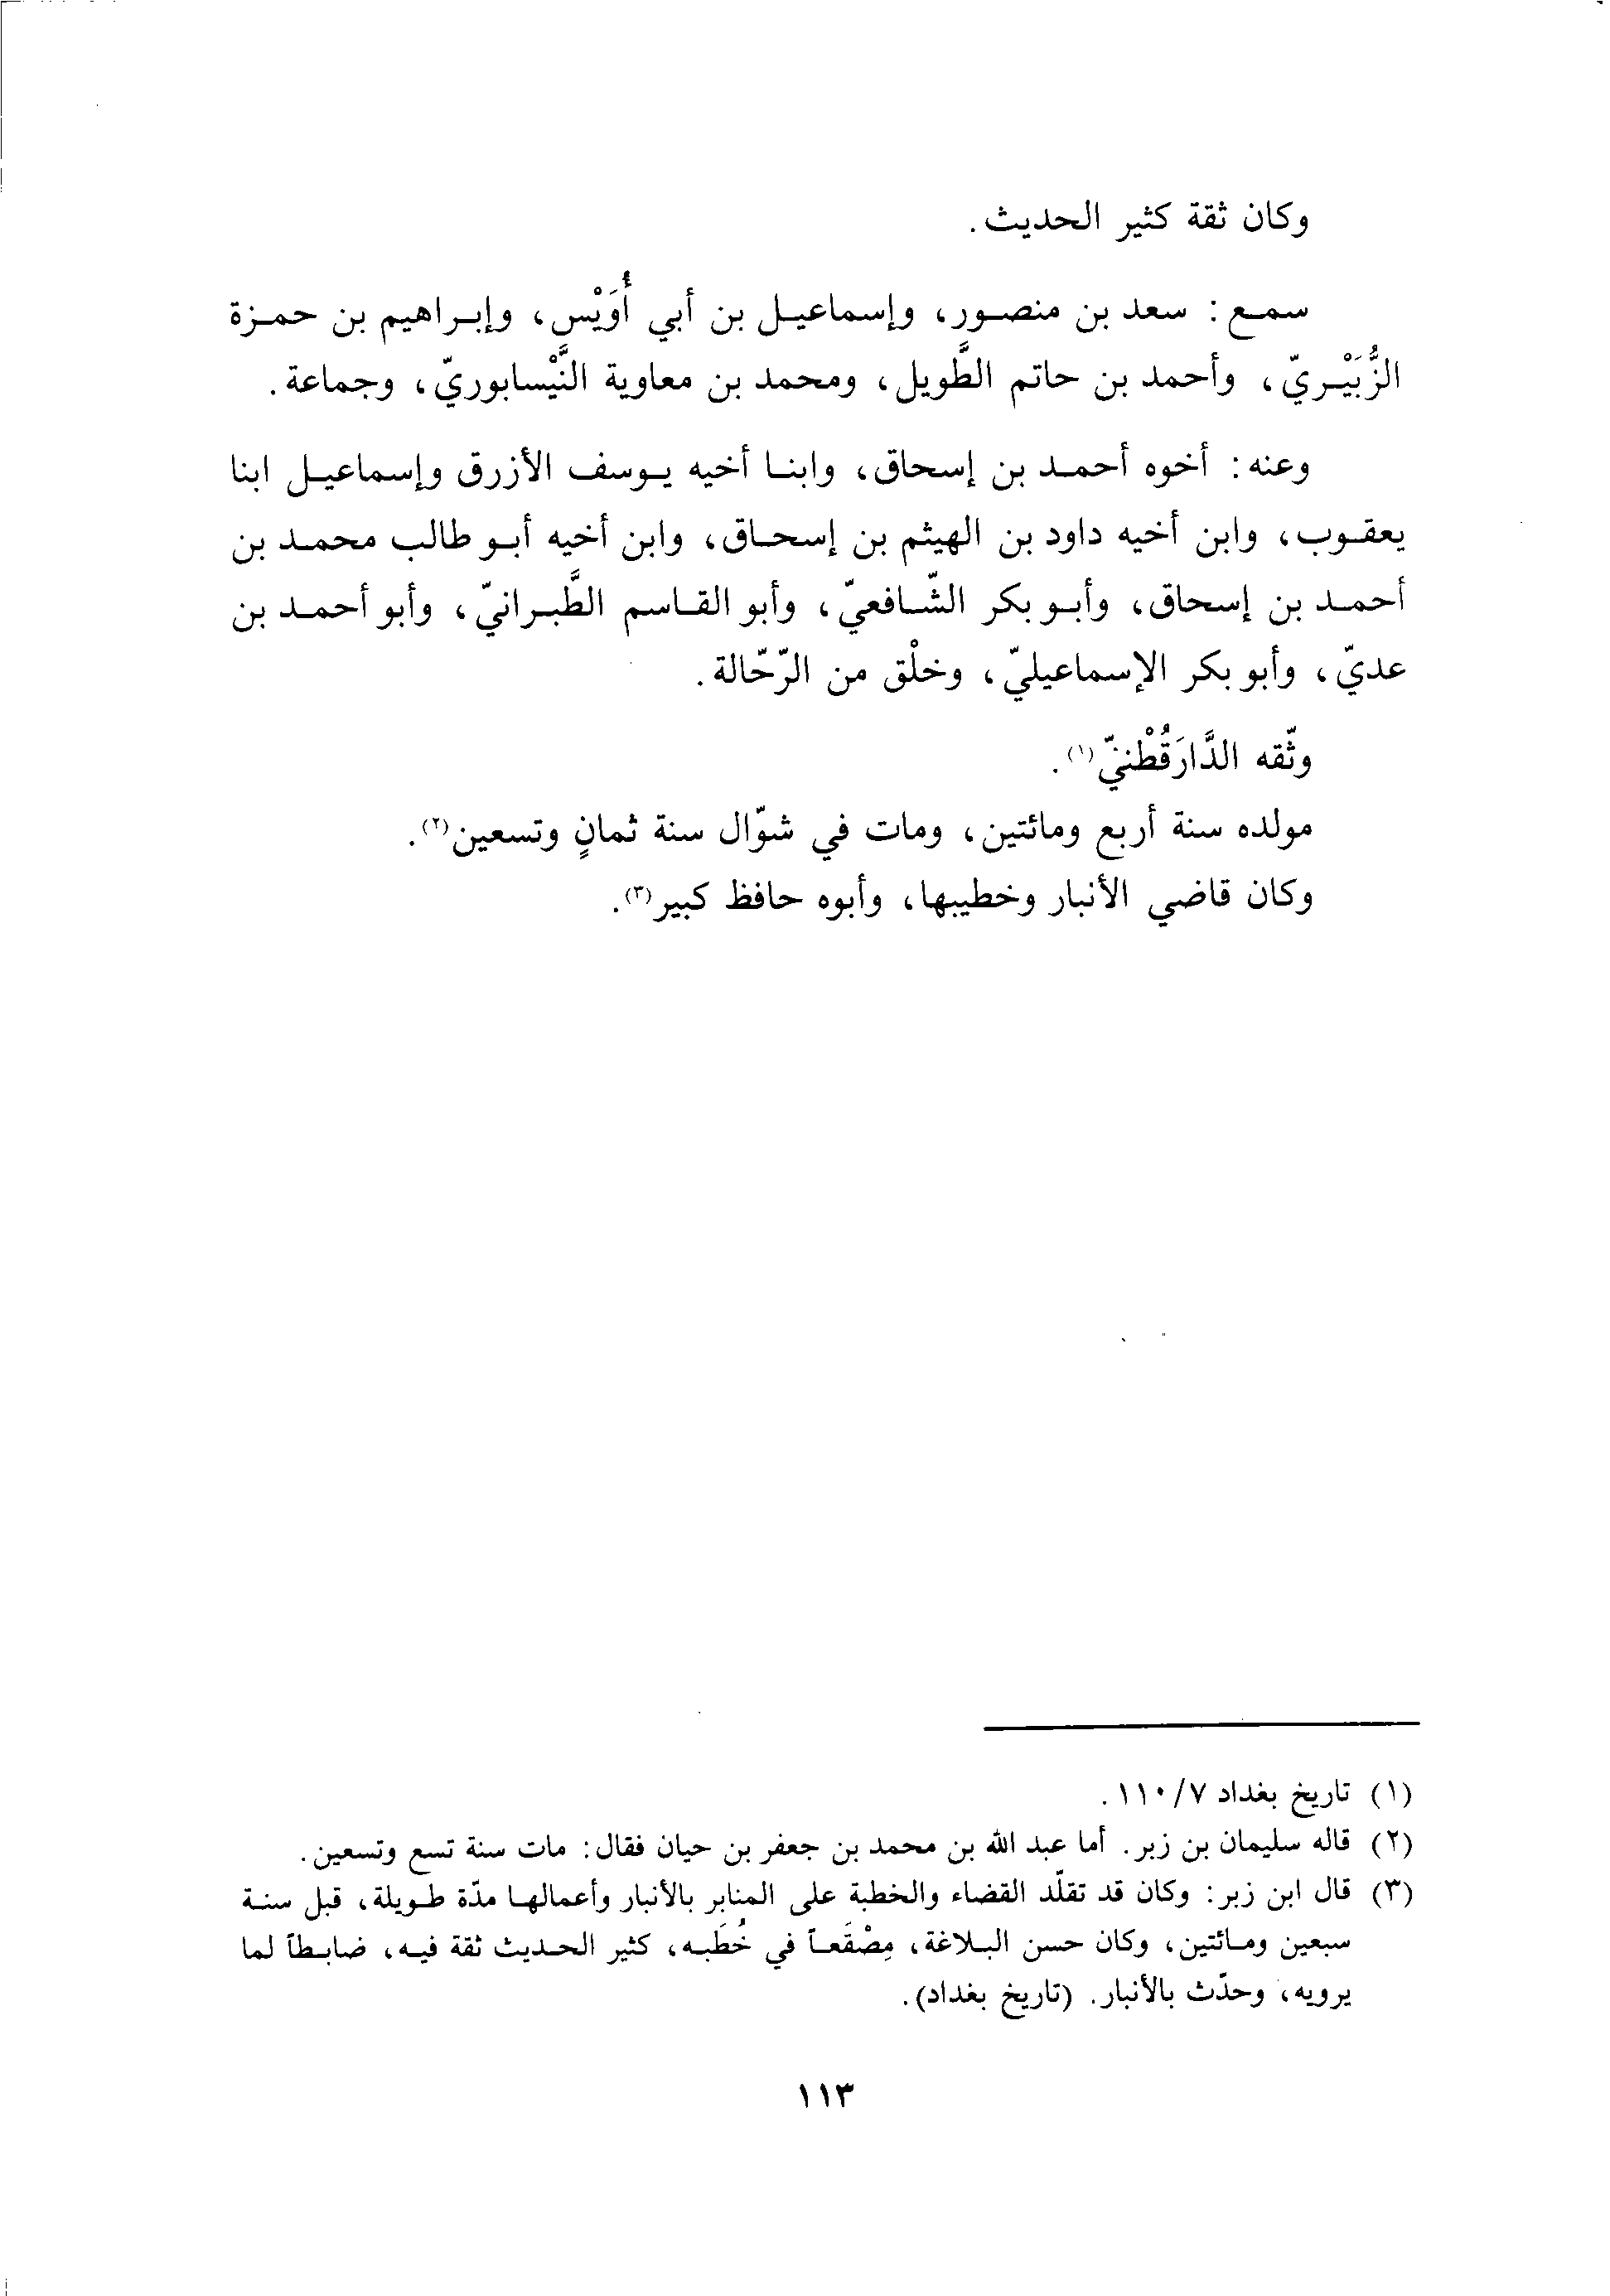 وكان ثقة كثير الحديث.
سمع: سعد بن منصور، وإسماعيل بن أبي أُوَيْس، وإبراهيم بن حمزة
الزُّبَيْريّ، وأحمد بن حاتم الطَّويل، ومحمد بن معاوية النَّيْسابوريّ، وجماعة.
وعنه: أخوه أحمد بن إسحاق، وابنا أخيه يوسف الأزرق وإسماعيل ابنا
يعقوب، وابن أخيه داود بن الهيثم بن إسحاق، وابن أخيه أبو طالب محمد بن
أحمد بن إسحاق، وأبو بكر الشّافعيّ، وأبو القاسم الطَّبرانيّ، وأبو أحمد بن
عديّ، وأبو بكر الإسماعيليّ، وخلْق من الرّحّالة.
وثّقه الدَّارَقُطْنيّ(١).
مولده سنة أربع ومائتين، ومات في شوّال سنة ثمانٍ وتسعين(٢).
وكان قاضي الأنبار وخطيبها، وأبوه حافظ كبير(٣).
(١) تاريخ بغداد ٧/١١٠.
(٢) قاله سليمان بن زبر. أما عبد الله بن محمد بن جعفر بن حيان فقال: مات سنة تسع وتسعين.
(٣) قال ابن زبر: وكان قد تقلّد القضاء والخطبة على المنابر بالأنبار وأعمالها مدّة طويلة، قبل سنة
سبعين ومائتين، وكان حسن البلاغة، مِصْقَعاً في خُطَبه، كثير الحديث ثقة فيه، ضابطاً لما
يرويه، وحدّث بالأنبار. (تاريخ بغداد).
١١٣